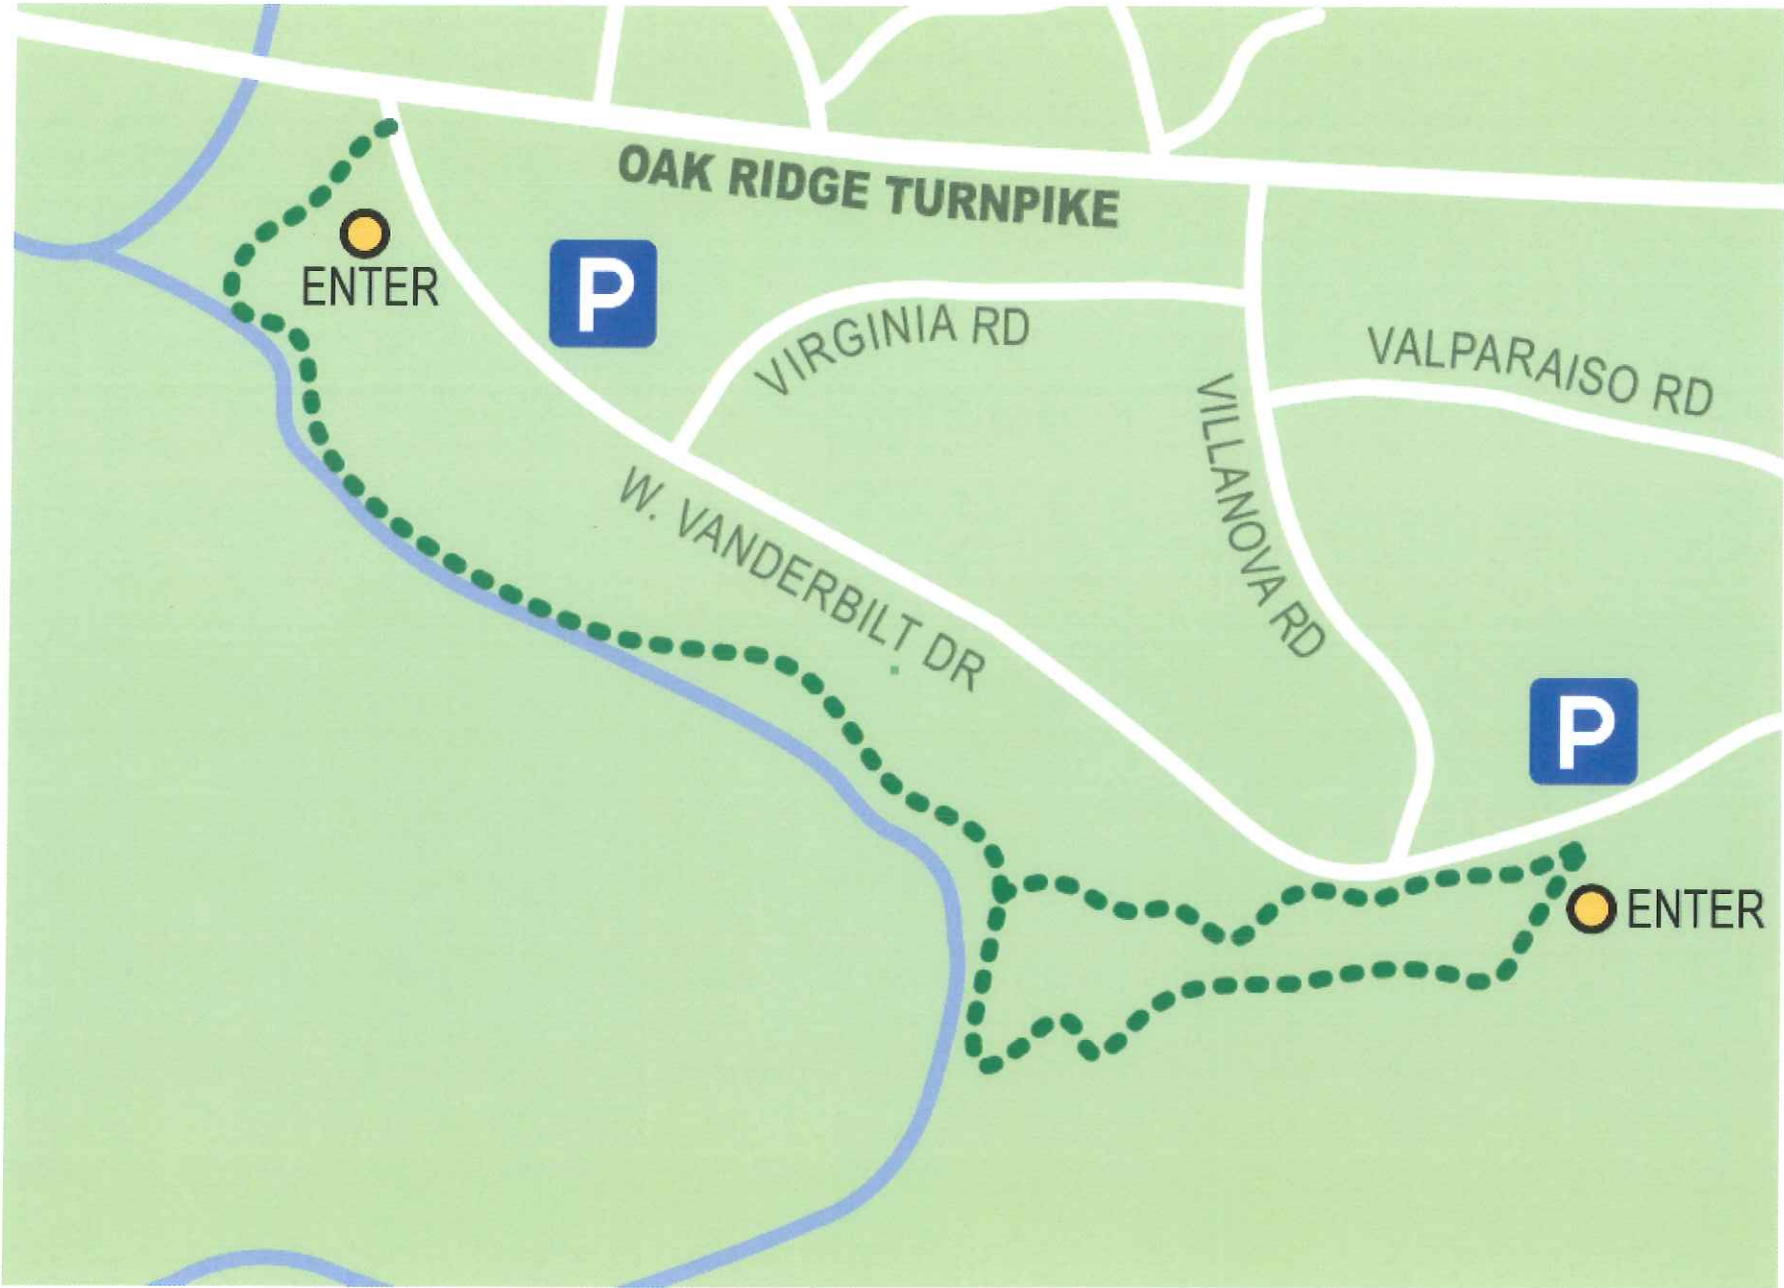 OAK RIDGE TURNPIKE
ENTER
P
VIRGINIA RD
VALPARAISO RD
VILLANOVA RD
W. VANDERBILT DR
P
ENTER